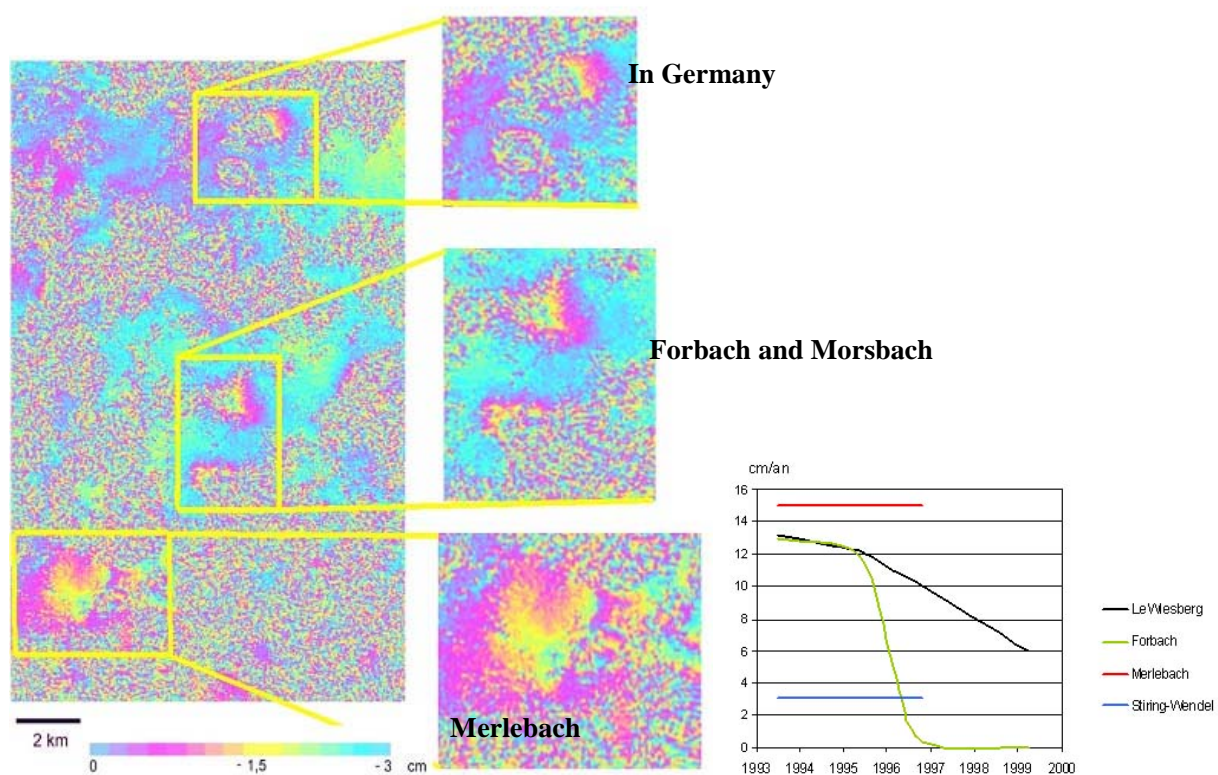 In Germany
Forbach and Morsbach
Merlebach
2 km
0 - 1,5 - 3 cm
cm/an
16
14
12
10
8
6
4
2
0
1993 1994 1995 1996 1997 1998 1999 2000
Le Wiesberg
Forbach
Merlebach
Stiring-Wendel